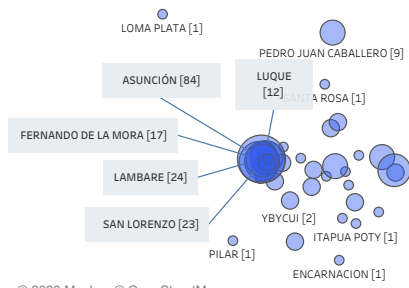 LOMA PLATA [1]
PEDRO JUAN CABALLERO [9]
ASUNCIÓN [84]
LUQUE
[12]
SANTA ROSA [1]
FERNANDO DE LA MORA [17]
LAMBARE [24]
SAN LORENZO [23]
YBYCUI [2]
ITAPUA POTY [1]
PILAR [1]
ENCARNACION [1]